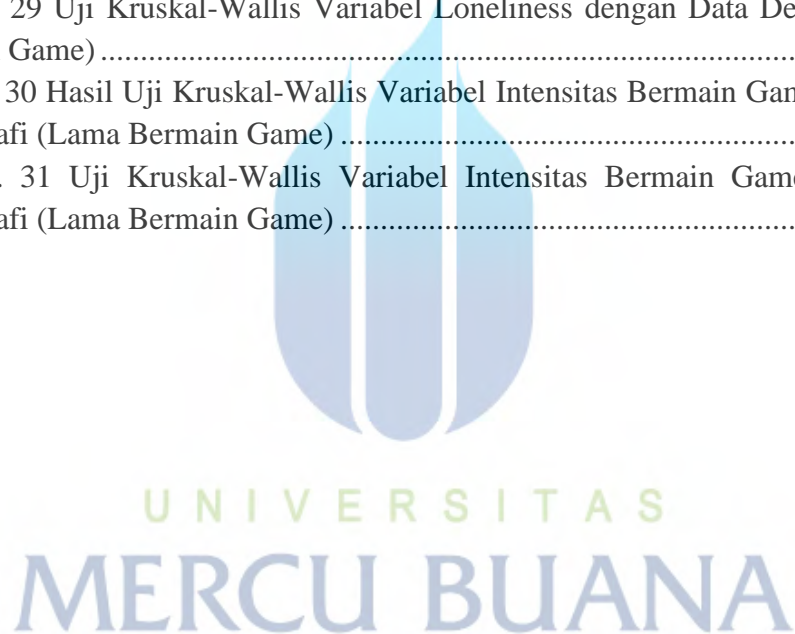 29 Uji Kruskal-Wallis Variabel Loneliness dengan Data De
Game) ........................................................................................
30 Hasil Uji Kruskal-Wallis Variabel Intensitas Bermain Gam
afi (Lama Bermain Game) ..........................................................
. 31 Uji Kruskal-Wallis Variabel Intensitas Bermain Game
afi (Lama Bermain Game) ..........................................................
UNIVERSITAS
MERCU BUANA